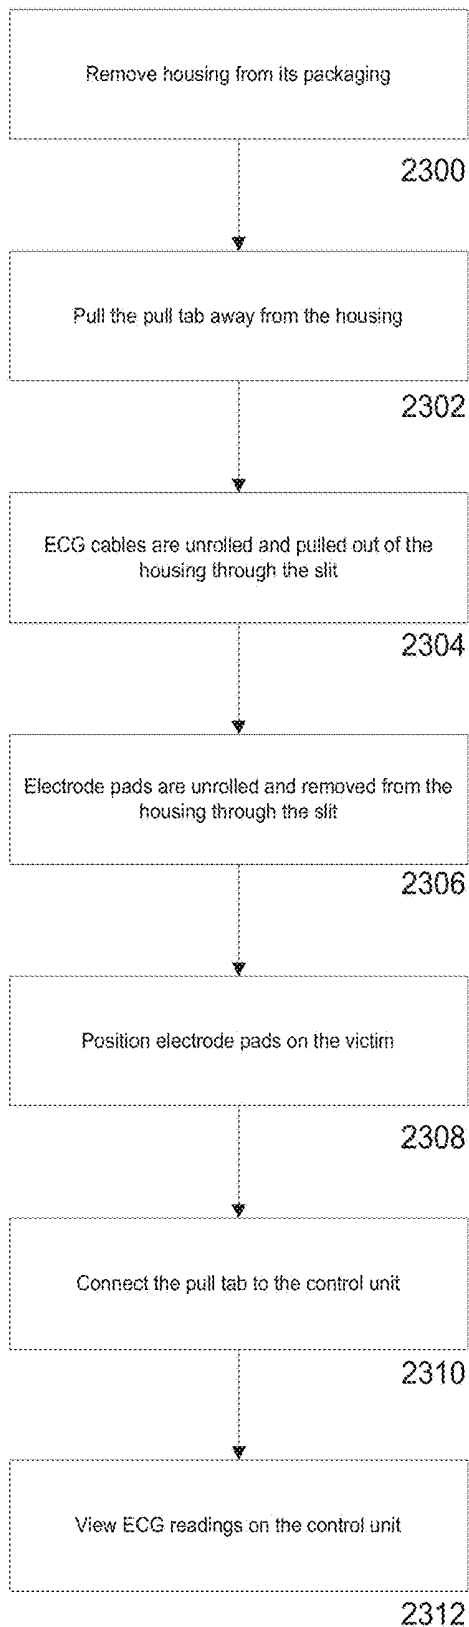 Remove housing from its packaging
2300
Pull the pull tab away from the housing
2302
ECG cables are unrolled and pulled out of the
housing through the slit
2304
Electrode pads are unrolled and removed from the
housing through the slit
2306
Position electrode pads on the victim
2308
Connect the pull tab to the control unit
2310
View ECG readings on the control unit
2312